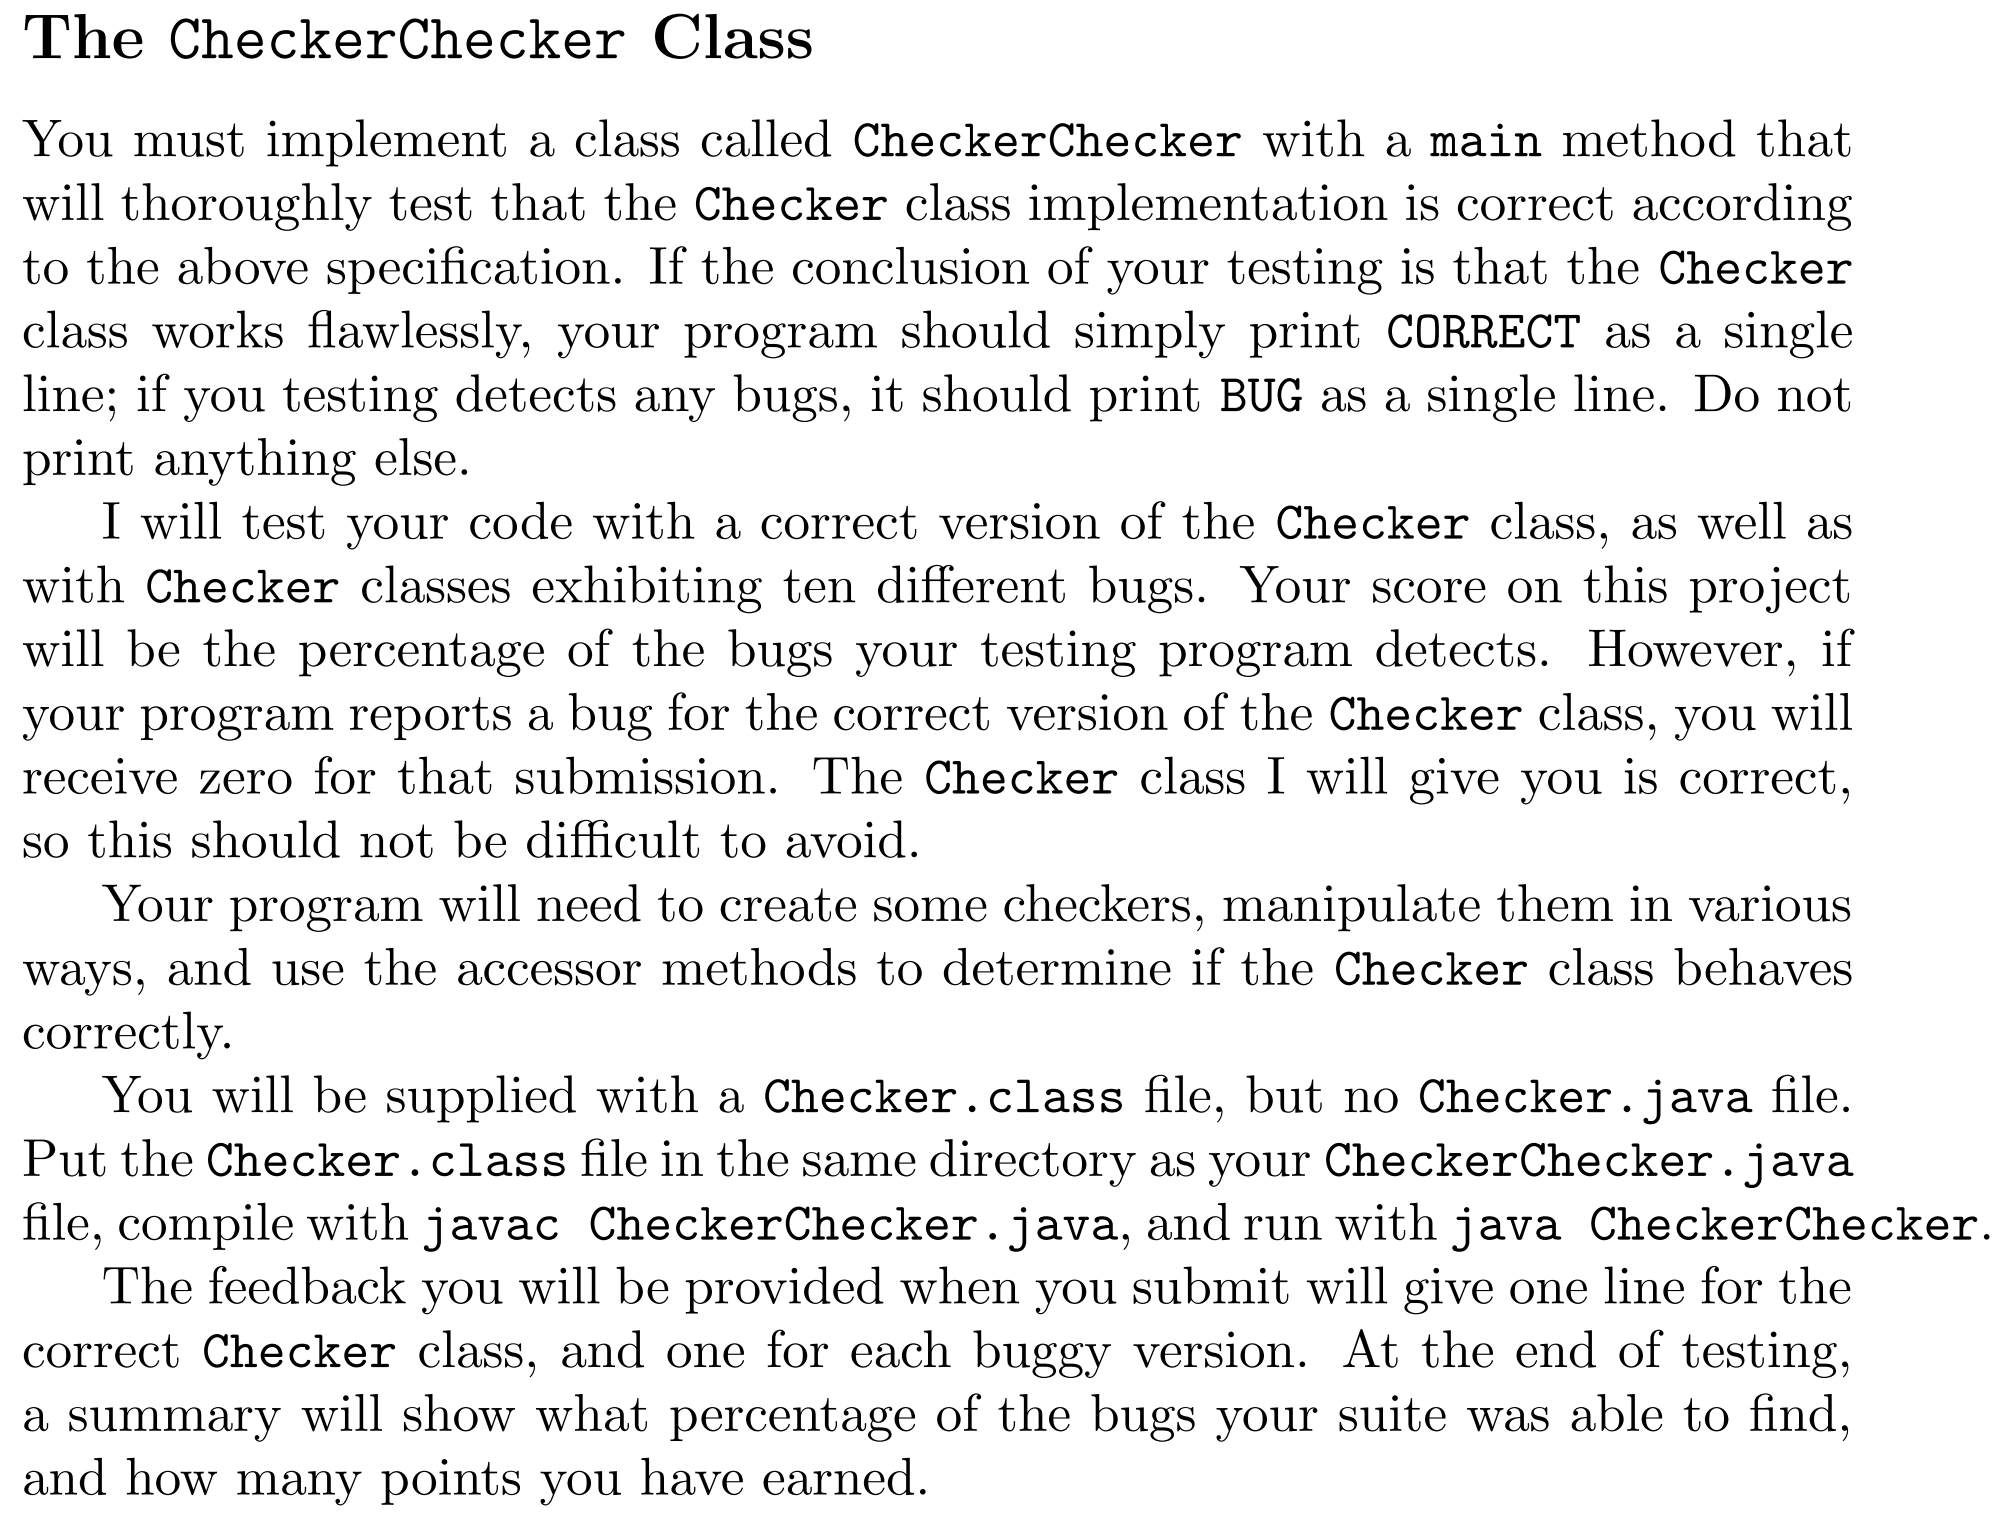 The CheckerChecker Class
You must implement a class called CheckerChecker with a main method that
will thoroughly test that the Checker class implementation is correct according
to the above specification. If the conclusion of your testing is that the Checker
class works flawlessly, your program should simply print CORRECT as a single
line; if you testing detects any bugs, it should print BUG as a single line. Do not
print anything else.
I will test your code with a correct version of the Checker class, as well as
with Checker classes exhibiting ten different bugs. Your score on this project
will be the percentage of the bugs your testing program detects. However, if
your program reports a bug for the correct version of the Checker class, you will
receive zero for that submission. The Checker class I will give you is correct,
so this should not be difficult to avoid.
Your program will need to create some checkers, manipulate them in various
ways, and use the accessor methods to determine if the Checker class behaves
correctly.
You will be supplied with a Checker.class file, but no Checker.java file.
Put the Checker.class file in the same directory as your CheckerChecker.java
file, compile with javac CheckerChecker.java, and run with java CheckerChecker.
The feedback you will be provided when you submit will give one line for the
correct Checker class, and one for each buggy version. At the end of testing,
a summary will show what percentage of the bugs your suite was able to find,
and how many points you have earned.